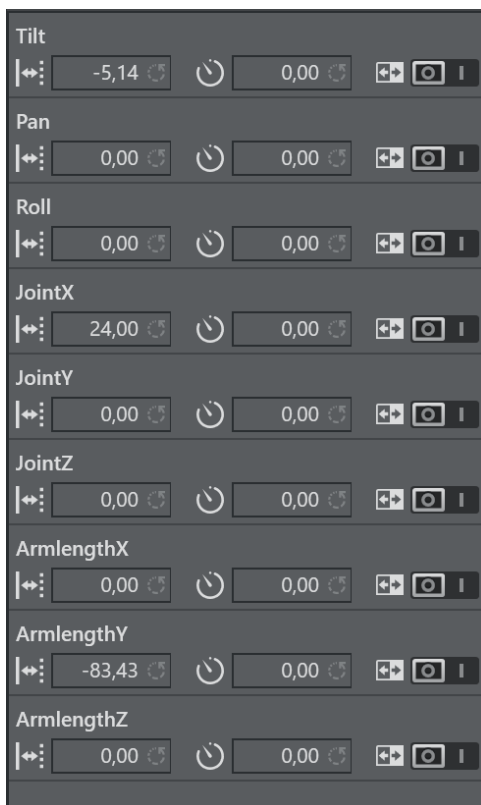 Tilt
-5,14 0,00
Pan
0,00 0,00
Roll
0,00 0,00
JointX
24,00 0,00
JointY
0,00 0,00
JointZ
0,00 0,00
ArmlengthX
0,00 0,00
ArmlengthY
-83,43 0,00
ArmlengthZ
0,00 0,00